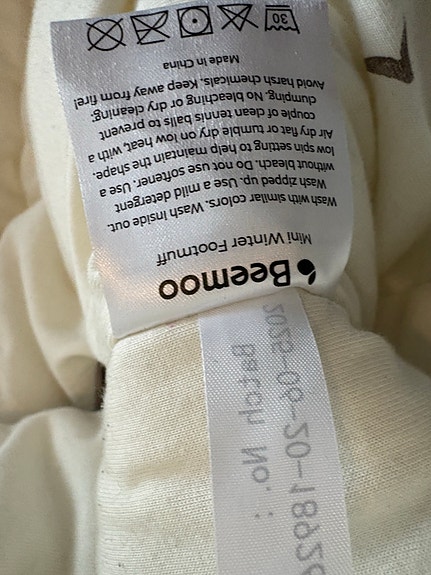 Beemoo
Mini Winter Footmuff
Wash with similar colors. Wash Inside out.
Wash zipped up. Use a mild detergent
without bleach. Do not use softener. Use a
low spin setting to help maintain the shape.
Air dry flat or tumble dry on low heat, with a
couple of clean tennis balls to prevent
clumping. No bleaching or dry cleaning.
Avoid harsh chemicals. Keep away from fire!
Made in China
30
Batch No.: